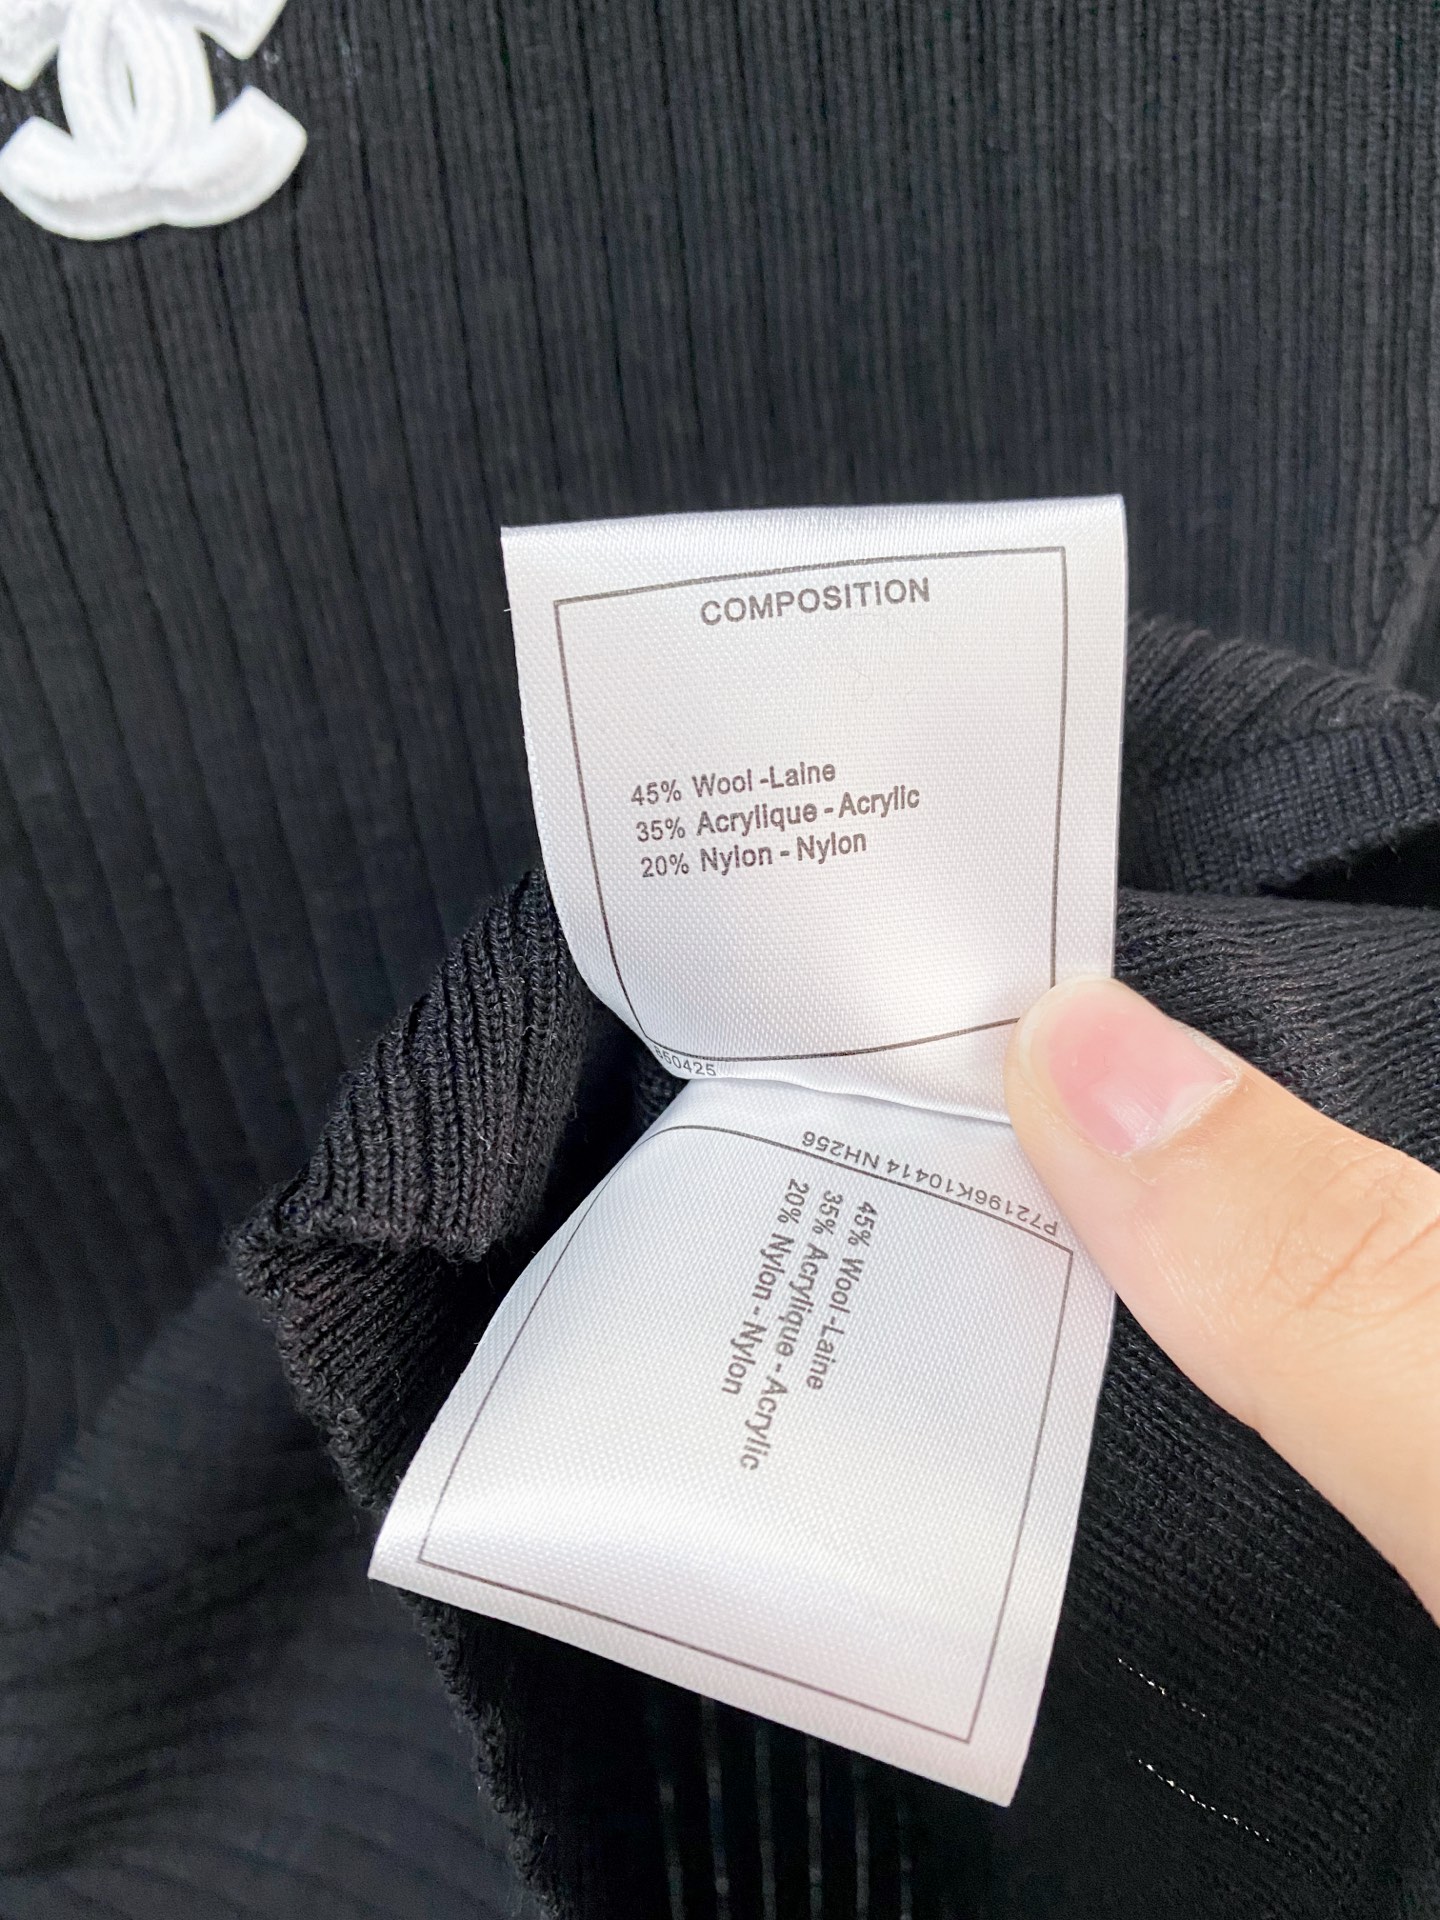 COMPOSITION
45% Wool -Laine
35% Acrylique - Acrylic
20% Nylon - Nylon
850425
P72196K10414 NH256
45% Wool -Laine
35% Acrylique - Acrylic
20% Nylon - Nylon